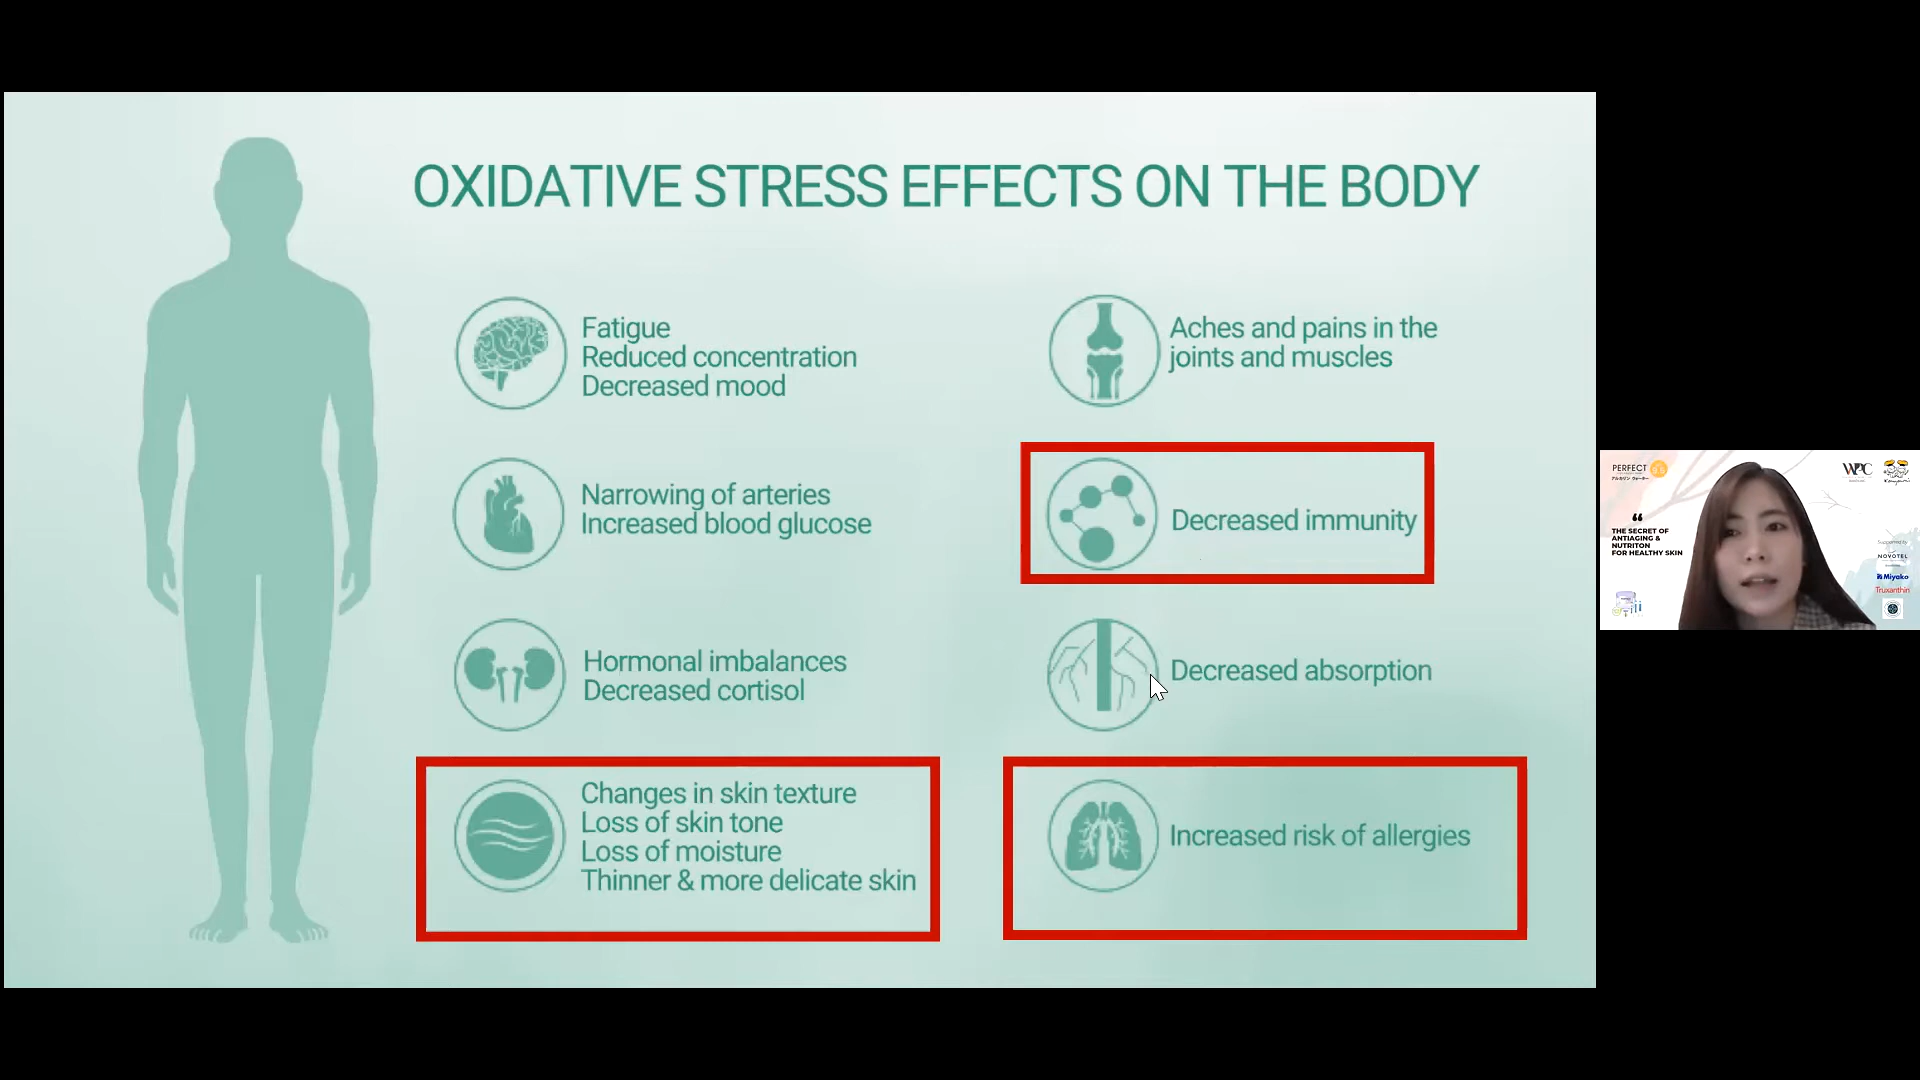 OXIDATIVE STRESS EFFECTS ON THE BODY
Fatigue
Reduced concentration
Decreased mood
Narrowing of arteries
Increased blood glucose
Hormonal imbalances
Decreased cortisol
Changes in skin texture
Loss of skin tone
Loss of moisture
Thinner & more delicate skin
Aches and pains in the
joints and muscles
Decreased immunity
Decreased absorption
Increased risk of allergies
PERFECT
WPC
“
THE SECRET OF
ANTIAGING &
NUTRITON
FOR HEALTHY SKIN
NOVOTEL
Miyako
Truxanthin